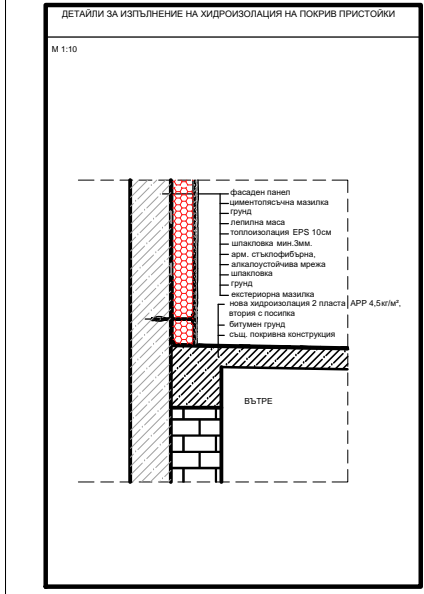 ДЕТАЙЛИ ЗА ИЗПЪЛНЕНИЕ НА ХИДРОИЗОЛАЦИЯ НА ПОКРИВ ПРИСТОЙКИ
М 1:10
фасаден панел
циментопясъчна мазилка
грунд
лепилна маса
топлоизолация EPS 10см
шпакловка мин.3мм.
арм. стъклофибърна,
алкалоустойчива мрежа
шпакловка
грунд
екстериорна мазилка
нова хидроизолация 2 пласта АРР 4,5кг/м²,
втория с посипка
битумен грунд
същ. покривна конструкция
ВЪТРЕ